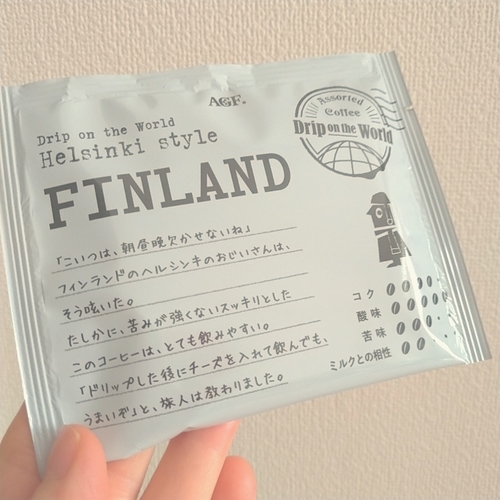 AGF®
Drip on the World
Helsinki style
FINLAND
Assorted
Coffee
Drip on the World
「こいつは、朝昼晩欠かせないね」
フィンランドのヘルシンキのおじいさんは、
そう呟いた。
たしかに、苦みが強くないスッキリとした
このコーヒーは、とても飲みやすい。
「ドリップした後にチーズを入れて飲んでも、
うまいぞ」と、旅人は教わりました。
コク
酸味
苦味
ミルクとの相性